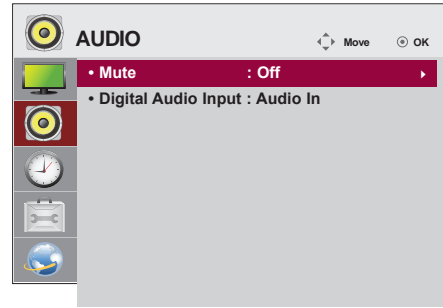 AUDIO Move OK
• Mute : Off
• Digital Audio Input : Audio In